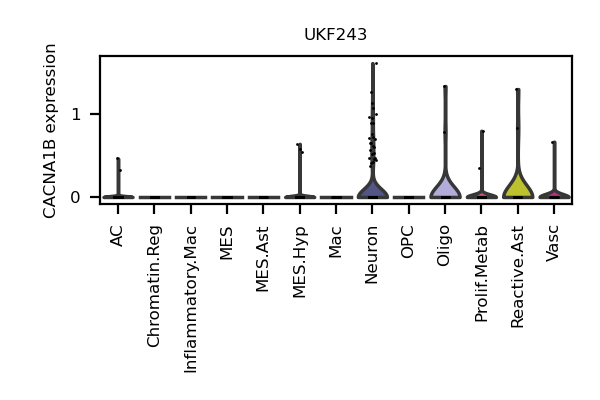 UKF243
CACNA1B expression
1
0
AC
Chromatin.Reg
Inflammatory.Mac
MES
MES.Ast
MES.Hyp
Mac
Neuron
OPC
Oligo
Prolif.Metab
Reactive.Ast
Vasc